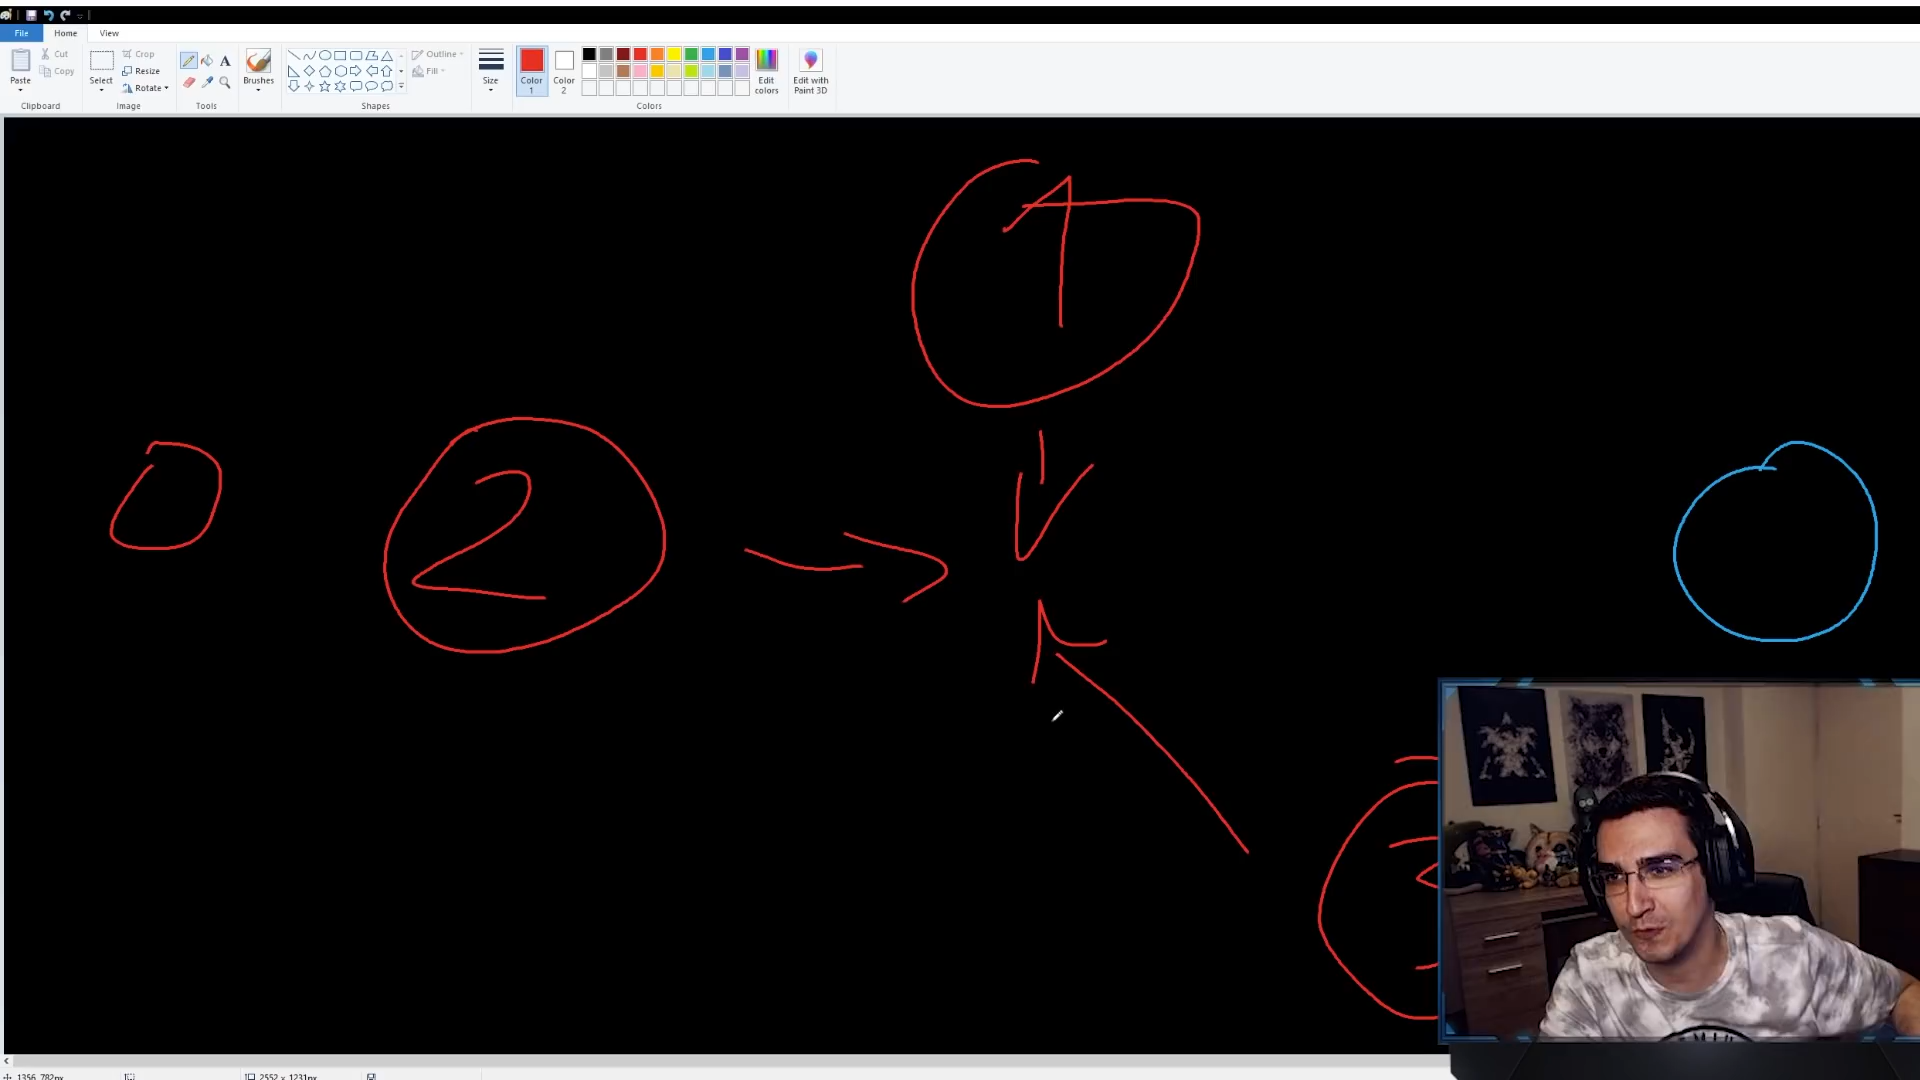 File Home View
Paste
Cut
Copy
Clipboard
Select
Crop
Resize
Rotate
Image
A
Tools
Brushes
Outline
Fill
Shapes
Size
Color
1
Color
2
Edit
colors
Colors
Edit with
Paint 3D
1
2
1356, 782px
2552 × 1231px